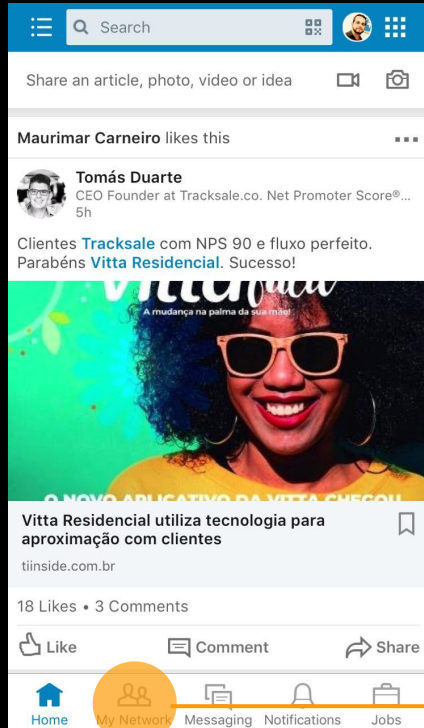 Search
Share an article, photo, video or idea
Maurimar Carneiro likes this
Tomás Duarte
CEO Founder at Tracksale.co. Net Promoter Score®...
5h
Clientes Tracksale com NPS 90 e fluxo perfeito.
Parabéns Vitta Residencial. Sucesso!
A mudança na palma da sua mão!
O NOVO APLICATIVO DA VITTA CHEGOU
Vitta Residencial utiliza tecnologia para
aproximação com clientes
tiinside.com.br
18 Likes • 3 Comments
Like Comment Share
Home My Network Messaging Notifications Jobs